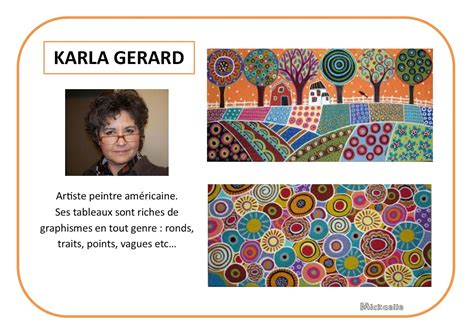 KARLA GERARD
Artiste peintre américaine.
Ses tableaux sont riches de
graphismes en tout genre : ronds,
traits, points, vagues etc…
Mickaelle